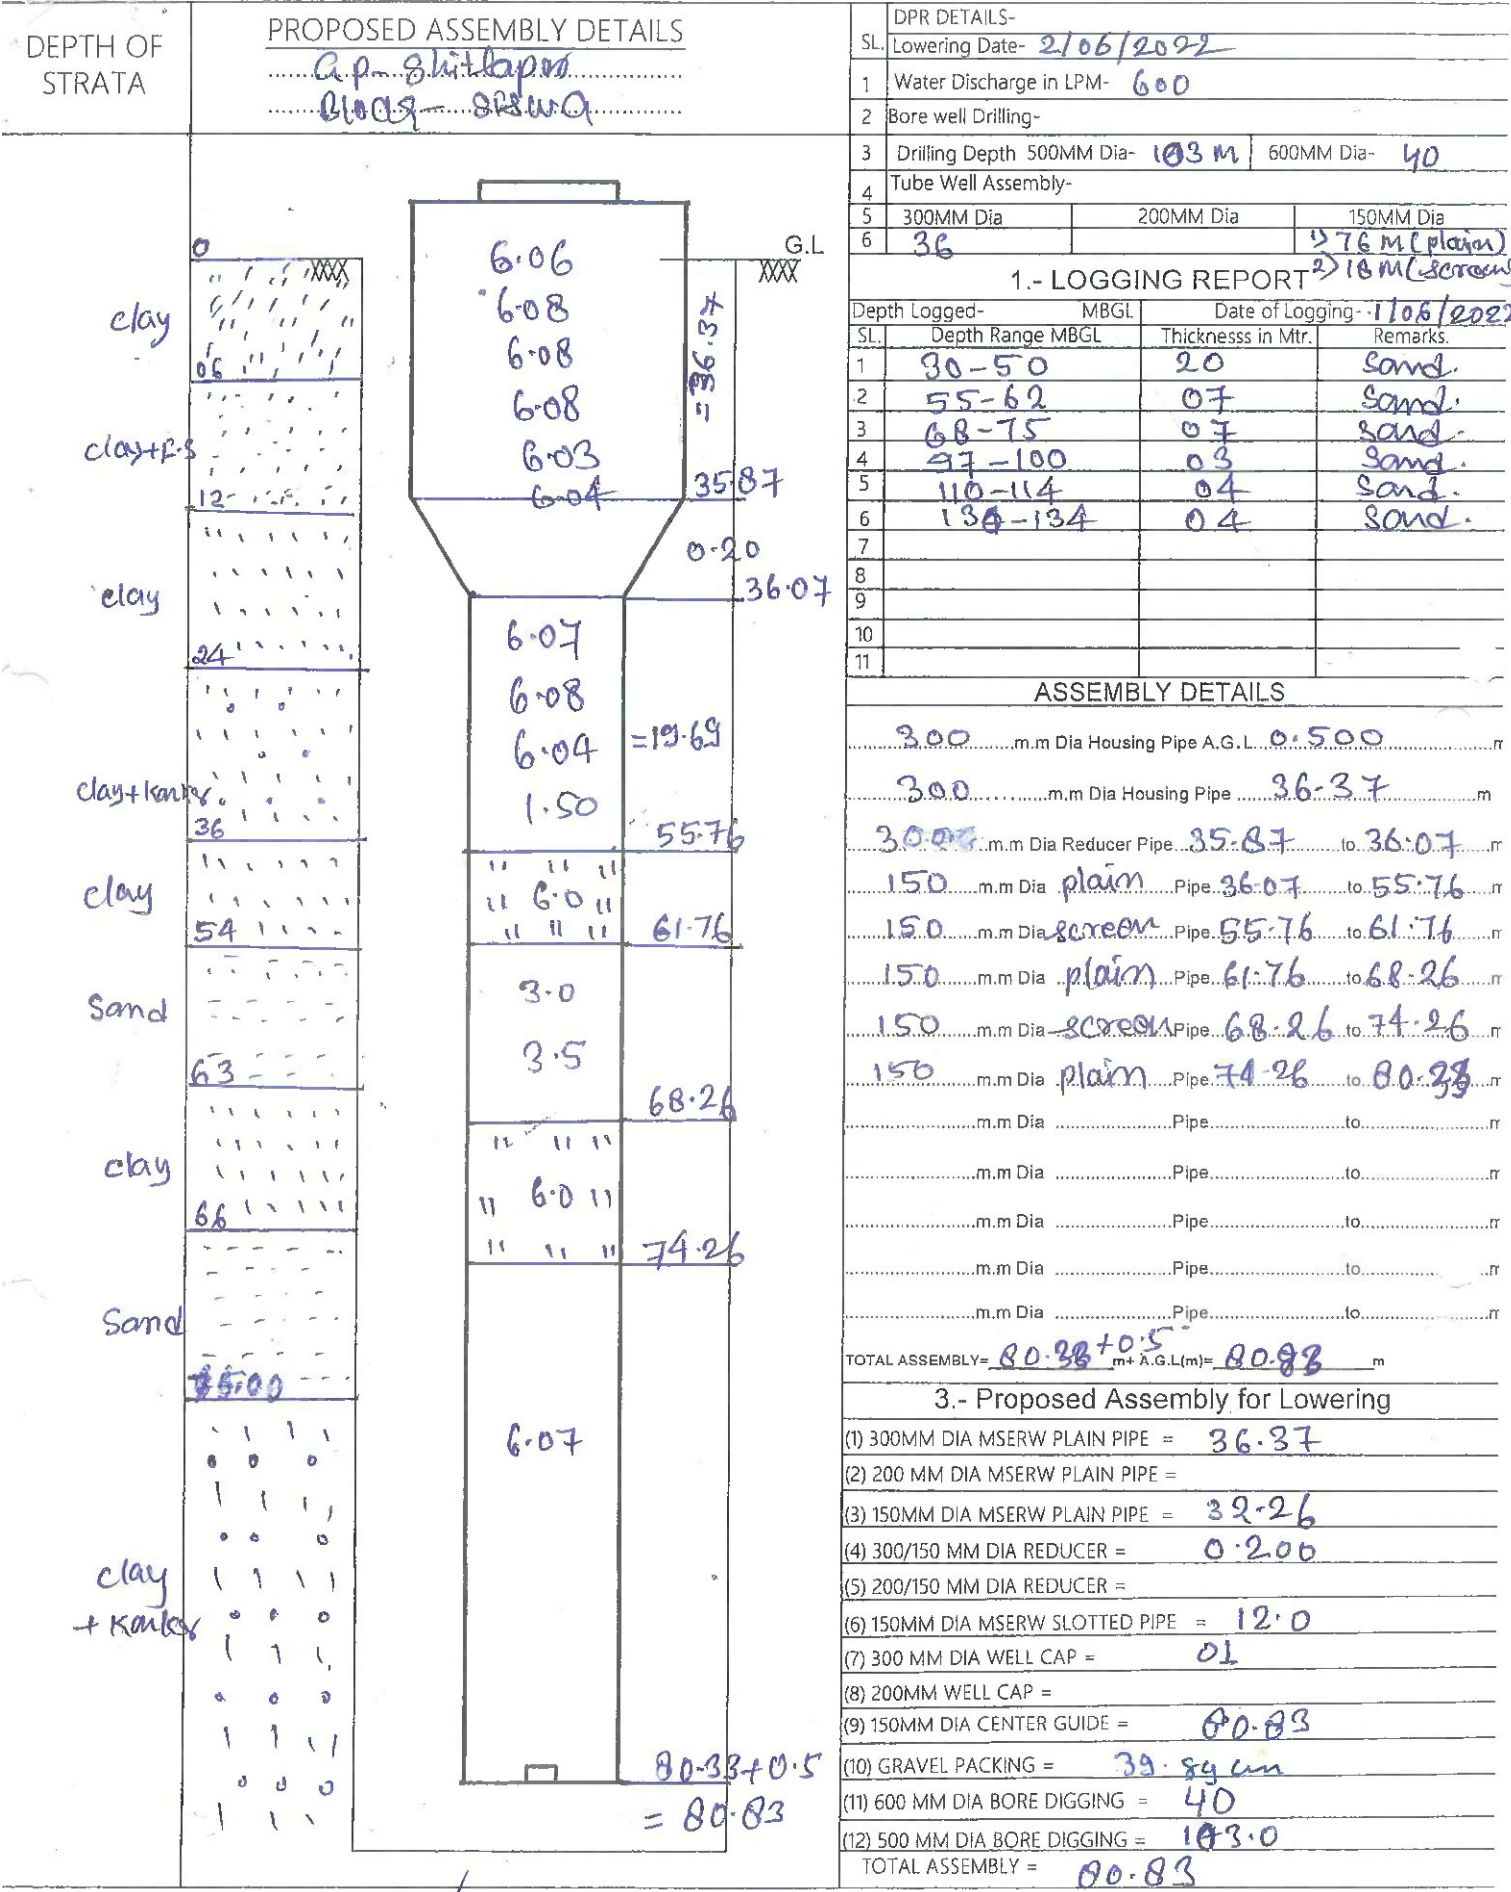 DEPTH OF
STRATA
PROPOSED ASSEMBLY DETAILS
G.P- Shitlapur
Block- SISWA
0
clay
06
clay+F.S
12
clay
24
clay+Kankar
36
clay
54
Sand
63
clay
66
Sand
clay
+ Kankar
6.06
6.08
6.08
6.08
6.03
6.04
G.L
=36.37
35.87
0.20
36.07
6.07
6.08
6.04
1.50
=19.69
55.76
6.0
61.76
3.0
3.5
68.26
6.0
74.26
6.07
80.33+0.5
= 80.83
DPR DETAILS-
SL. Lowering Date- 2/06/2022
1 Water Discharge in LPM- 600
2 Bore well Drilling-
3 Drilling Depth 500MM Dia- 103 M 600MM Dia- 40
4 Tube Well Assembly-
5 300MM Dia 200MM Dia 150MM Dia
6 36 1) 76 M (plain)
2) 18 M (screen)
1.- LOGGING REPORT
Depth Logged- MBGL Date of Logging- 1/06/2022
SL. Depth Range MBGL Thicknesss in Mtr. Remarks.
1 30-50 20 Sand.
2 55-62 07 Sand.
3 68-75 07 Sand.
4 97-100 03 Sand.
5 110-114 04 Sand.
6 130-134 04 Sand.
7
8
9
10
11
ASSEMBLY DETAILS
300 m.m Dia Housing Pipe A.G.L. 0.500 m
300 m.m Dia Housing Pipe 36.37 m
300 m.m Dia Reducer Pipe 35.87 to 36.07 m
150 m.m Dia plain Pipe 36.07 to 55.76 m
150 m.m Dia screen Pipe 55.76 to 61.76 m
150 m.m Dia plain Pipe 61.76 to 68.26 m
150 m.m Dia screen Pipe 68.26 to 74.26 m
150 m.m Dia plain Pipe 74.26 to 80.33 m
m.m Dia Pipe to m
m.m Dia Pipe to m
m.m Dia Pipe to m
m.m Dia Pipe to m
m.m Dia Pipe to m
TOTAL ASSEMBLY= 80.33 +0.5 m+ A.G.L(m)= 80.83 m
3.- Proposed Assembly for Lowering
(1) 300MM DIA MSERW PLAIN PIPE = 36.37
(2) 200 MM DIA MSERW PLAIN PIPE =
(3) 150MM DIA MSERW PLAIN PIPE = 32.26
(4) 300/150 MM DIA REDUCER = 0.200
(5) 200/150 MM DIA REDUCER =
(6) 150MM DIA MSERW SLOTTED PIPE = 12.0
(7) 300 MM DIA WELL CAP = 01
(8) 200MM WELL CAP =
(9) 150MM DIA CENTER GUIDE = 80.83
(10) GRAVEL PACKING = 39.
(11) 600 MM DIA BORE DIGGING = 40
(12) 500 MM DIA BORE DIGGING = 103.0
TOTAL ASSEMBLY = 80.83